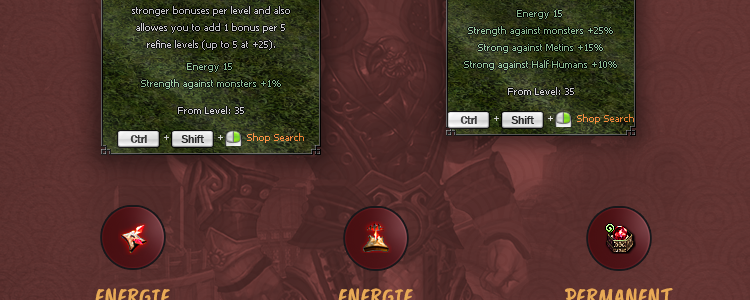 stronger bonuses per level and also
allowes you to add 1 bonus per 5
refine levels (up to 5 at +25).
Energy 15
Strength against monsters +1%
From Level: 35
Ctrl + Shift + Shop Search
Energy 15
Strength against monsters +25%
Strong against Metins +15%
Strong against Half Humans +10%
From Level: 35
Ctrl + Shift + Shop Search
ENERGIE
ENERGIE
PERMANENT